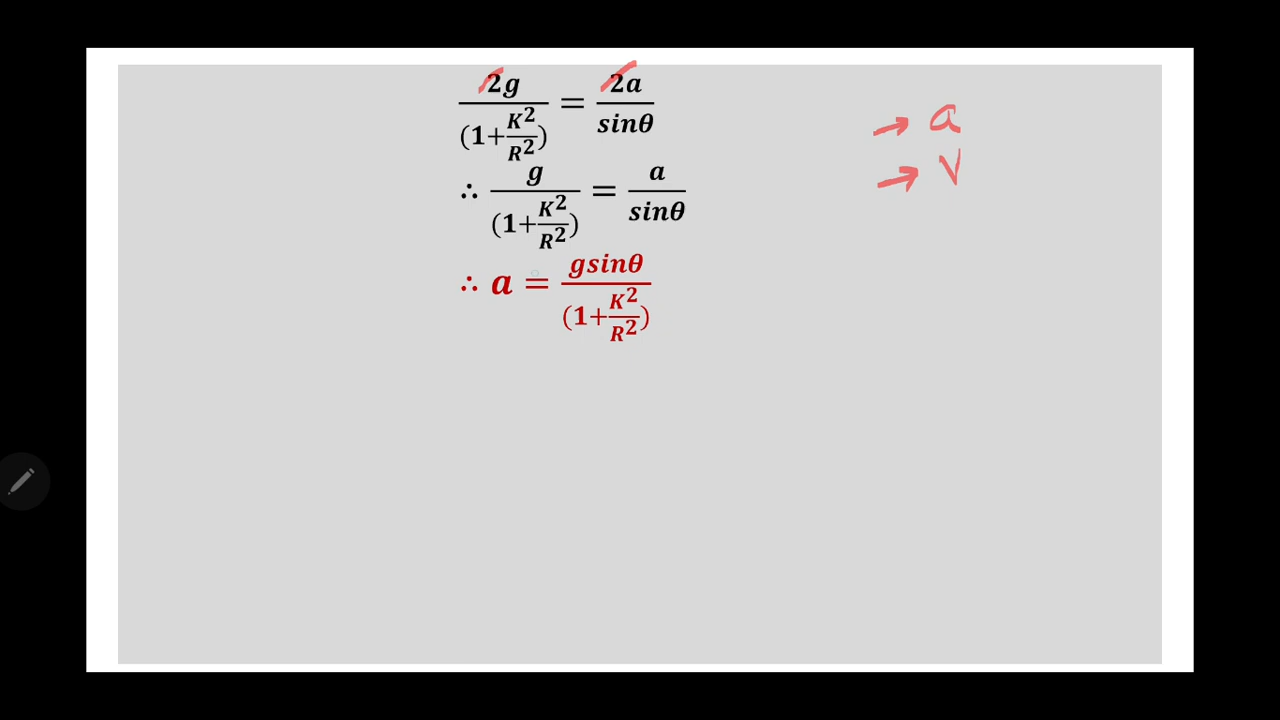 2g/(1+K²/R²) = 2a/sinθ
∴ g/(1+K²/R²) = a/sinθ
∴ a = gsinθ/(1+K²/R²)
→ a
→ v